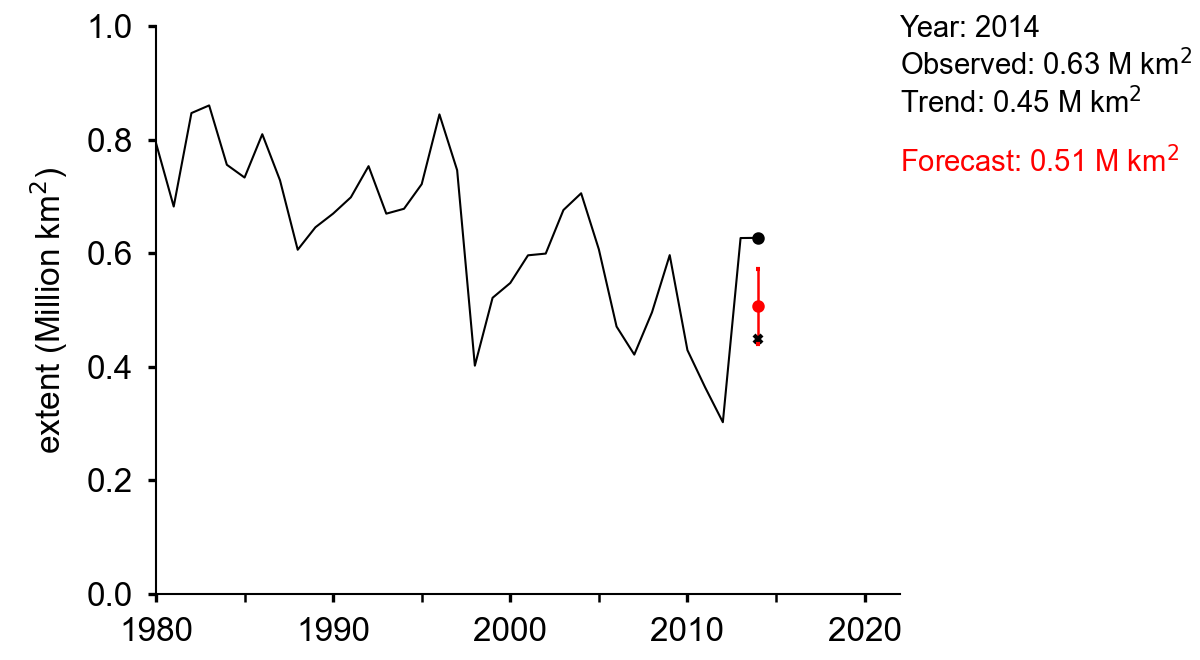 1.0
0.8
0.6
0.4
0.2
0.0
extent (Million km²)
1980 1990 2000 2010 2020
Year: 2014
Observed: 0.63 M km²
Trend: 0.45 M km²
Forecast: 0.51 M km²